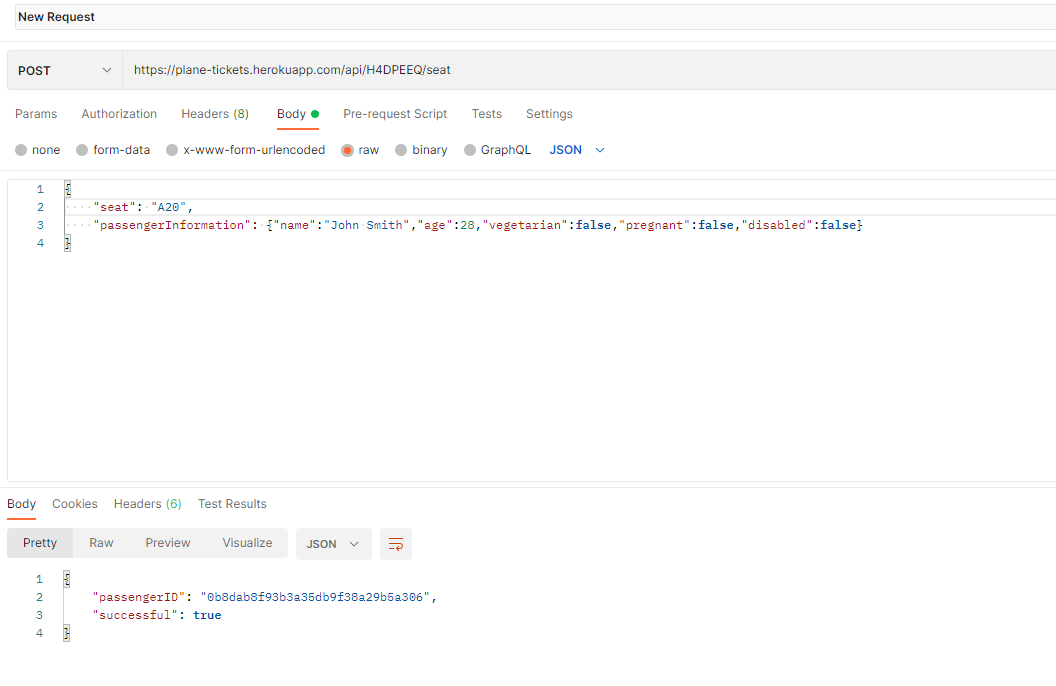 New Request
POST https://plane-tickets.herokuapp.com/api/H4DPEEQ/seat
Params Authorization Headers (8) Body Pre-request Script Tests Settings
none form-data x-www-form-urlencoded raw binary GraphQL JSON
1 {
2 "seat": "A20",
3 "passengerInformation": {"name":"John Smith","age":28,"vegetarian":false,"pregnant":false,"disabled":false}
4 }
Body Cookies Headers (6) Test Results
Pretty Raw Preview Visualize JSON
1 {
2 "passengerID": "0b8dab8f93b3a35db9f38a29b5a306",
3 "successful": true
4 }